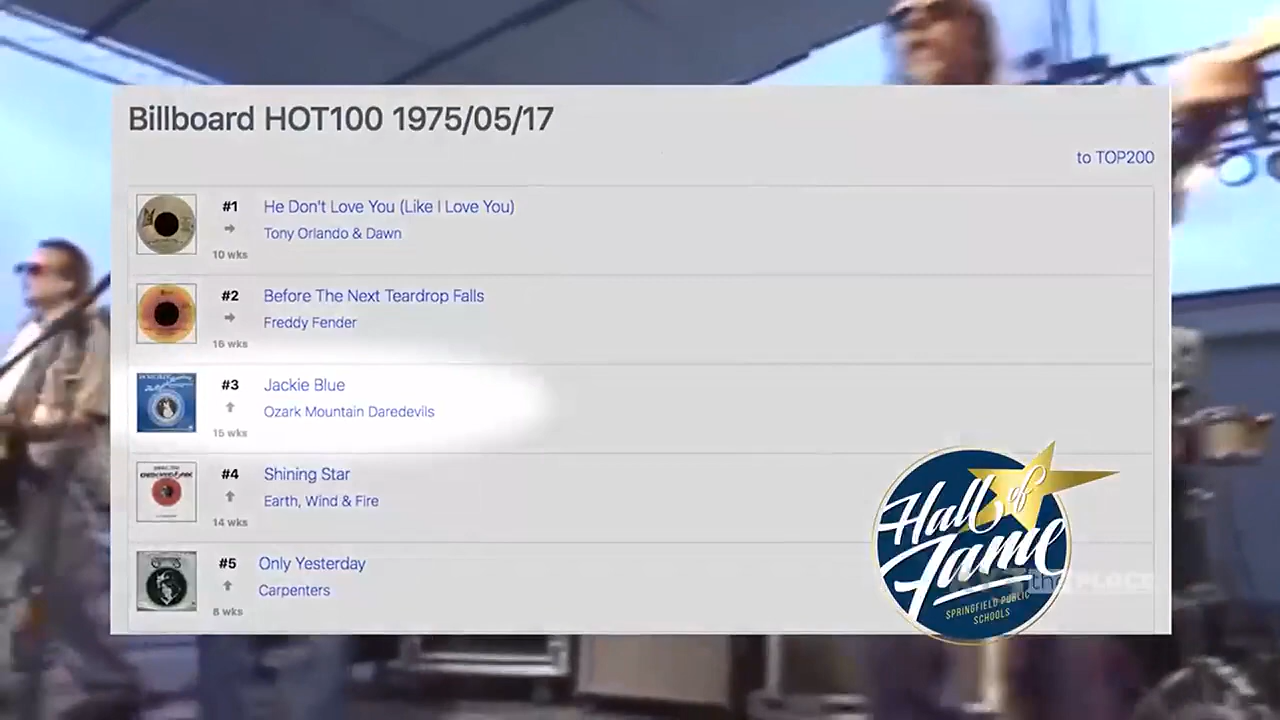 Billboard HOT100 1975/05/17
to TOP200
#1
He Don't Love You (Like I Love You)
Tony Orlando & Dawn
10 wks
#2
Before The Next Teardrop Falls
Freddy Fender
16 wks
#3
Jackie Blue
Ozark Mountain Daredevils
15 wks
#4
Shining Star
Earth, Wind & Fire
14 wks
#5
Only Yesterday
Carpenters
8 wks
Hall of
Fame
the PLACE
SPRINGFIELD PUBLIC
SCHOOLS